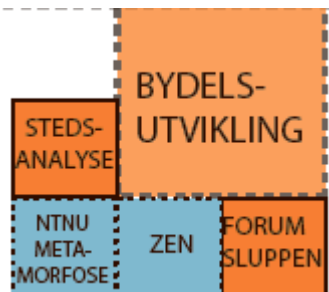 BYDELS-
UTVIKLING
STEDS-
ANALYSE
NTNU
META-
MORFOSE
ZEN
FORUM
SLUPPEN